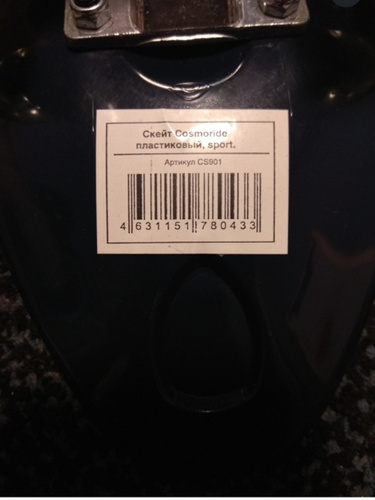 Скейт Cosmoride
пластиковый, sport.
Артикул CS901
4 631151 780433